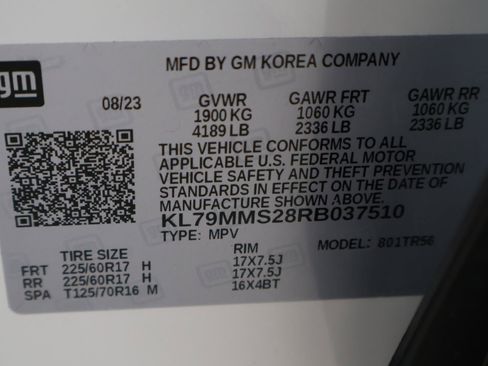 gm
MFD BY GM KOREA COMPANY
08/23 GVWR GAWR FRT GAWR RR
1900 KG 1060 KG 1060 KG
4189 LB 2336 LB 2336 LB
THIS VEHICLE CONFORMS TO ALL
APPLICABLE U.S. FEDERAL MOTOR
VEHICLE SAFETY AND THEFT PREVENTION
STANDARDS IN EFFECT ON THE DATE OF
MANUFACTURE SHOWN ABOVE.
KL79MMS28RB037510
TYPE: MPV MODEL: 801TR56
TIRE SIZE RIM
FRT 225/60R17 H 17X7.5J
RR 225/60R17 H 17X7.5J
SPA T125/70R16 M 16X4BT